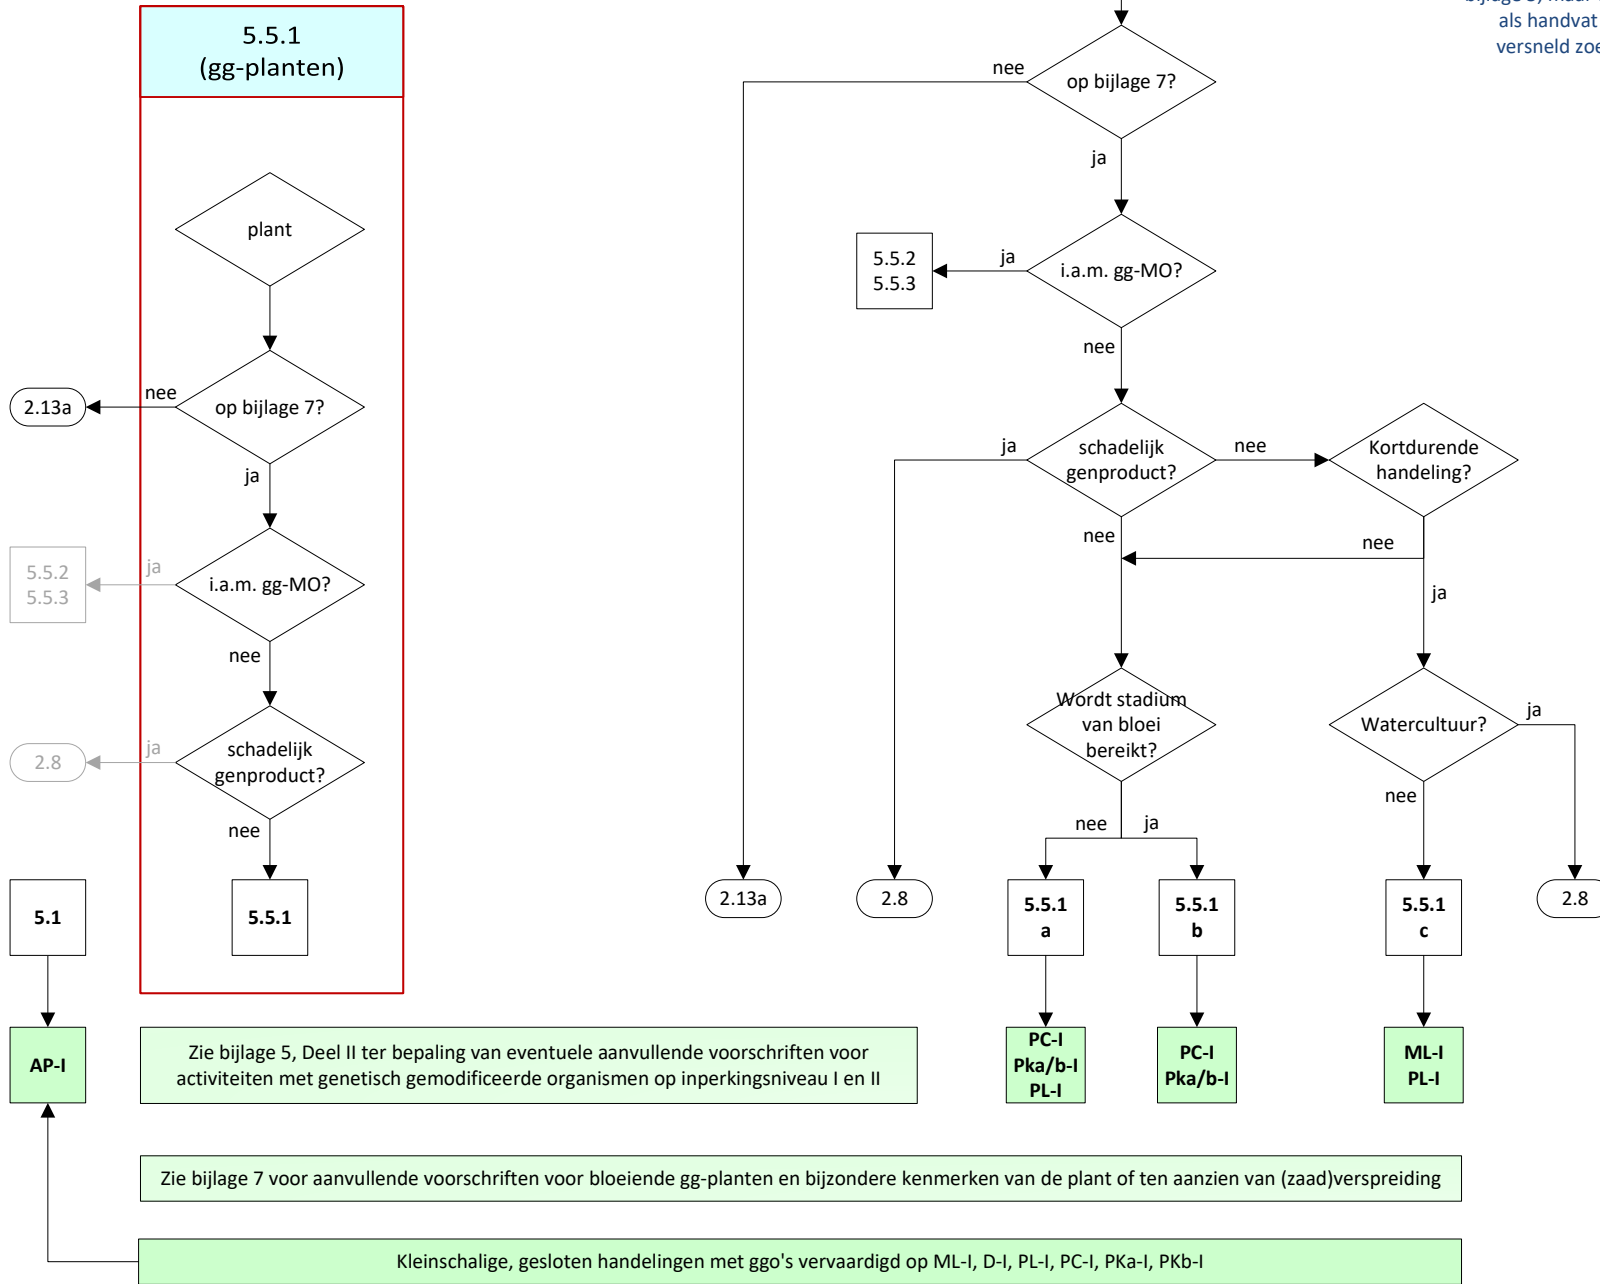 5.5.1
(gg-planten)
plant
op bijlage 7?
nee
2.13a
ja
i.a.m. gg-MO?
ja
5.5.2
5.5.3
nee
schadelijk
genproduct?
ja
2.8
nee
5.1
5.5.1
AP-I
als handvat
op bijlage 7?
nee
ja
i.a.m. gg-MO?
ja
5.5.2
5.5.3
nee
schadelijk
genproduct?
ja
nee
Kortdurende
handeling?
nee
nee
ja
Wordt stadium
van bloei
bereikt?
Watercultuur?
ja
nee
ja
nee
2.13a
2.8
5.5.1
a
5.5.1
b
5.5.1
c
2.8
PC-I
Pka/b-I
PL-I
PC-I
Pka/b-I
ML-I
PL-I
Zie bijlage 5, Deel II ter bepaling van eventuele aanvullende voorschriften voor
activiteiten met genetisch gemodificeerde organismen op inperkingsniveau I en II
Zie bijlage 7 voor aanvullende voorschriften voor bloeiende gg-planten en bijzondere kenmerken van de plant of ten aanzien van (zaad)verspreiding
Kleinschalige, gesloten handelingen met ggo's vervaardigd op ML-I, D-I, PL-I, PC-I, PKa-I, PKb-I